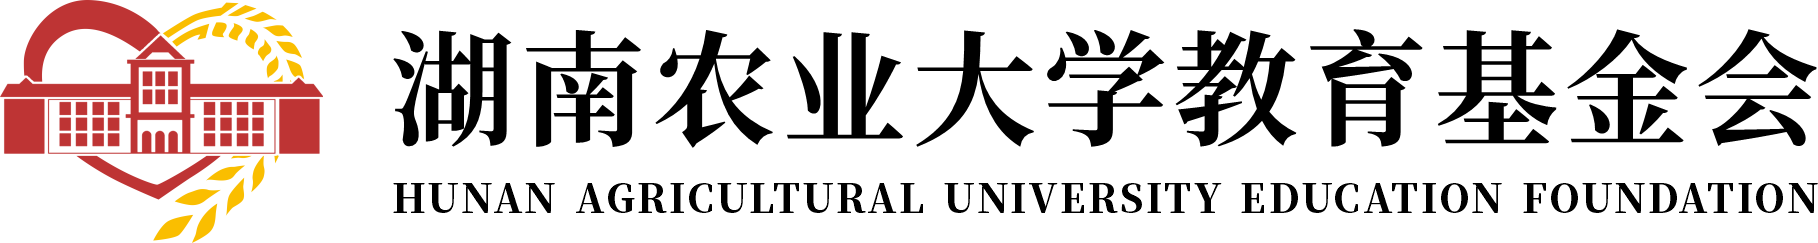 湖南农业大学教育基金会
HUNAN AGRICULTURAL UNIVERSITY EDUCATION FOUNDATION